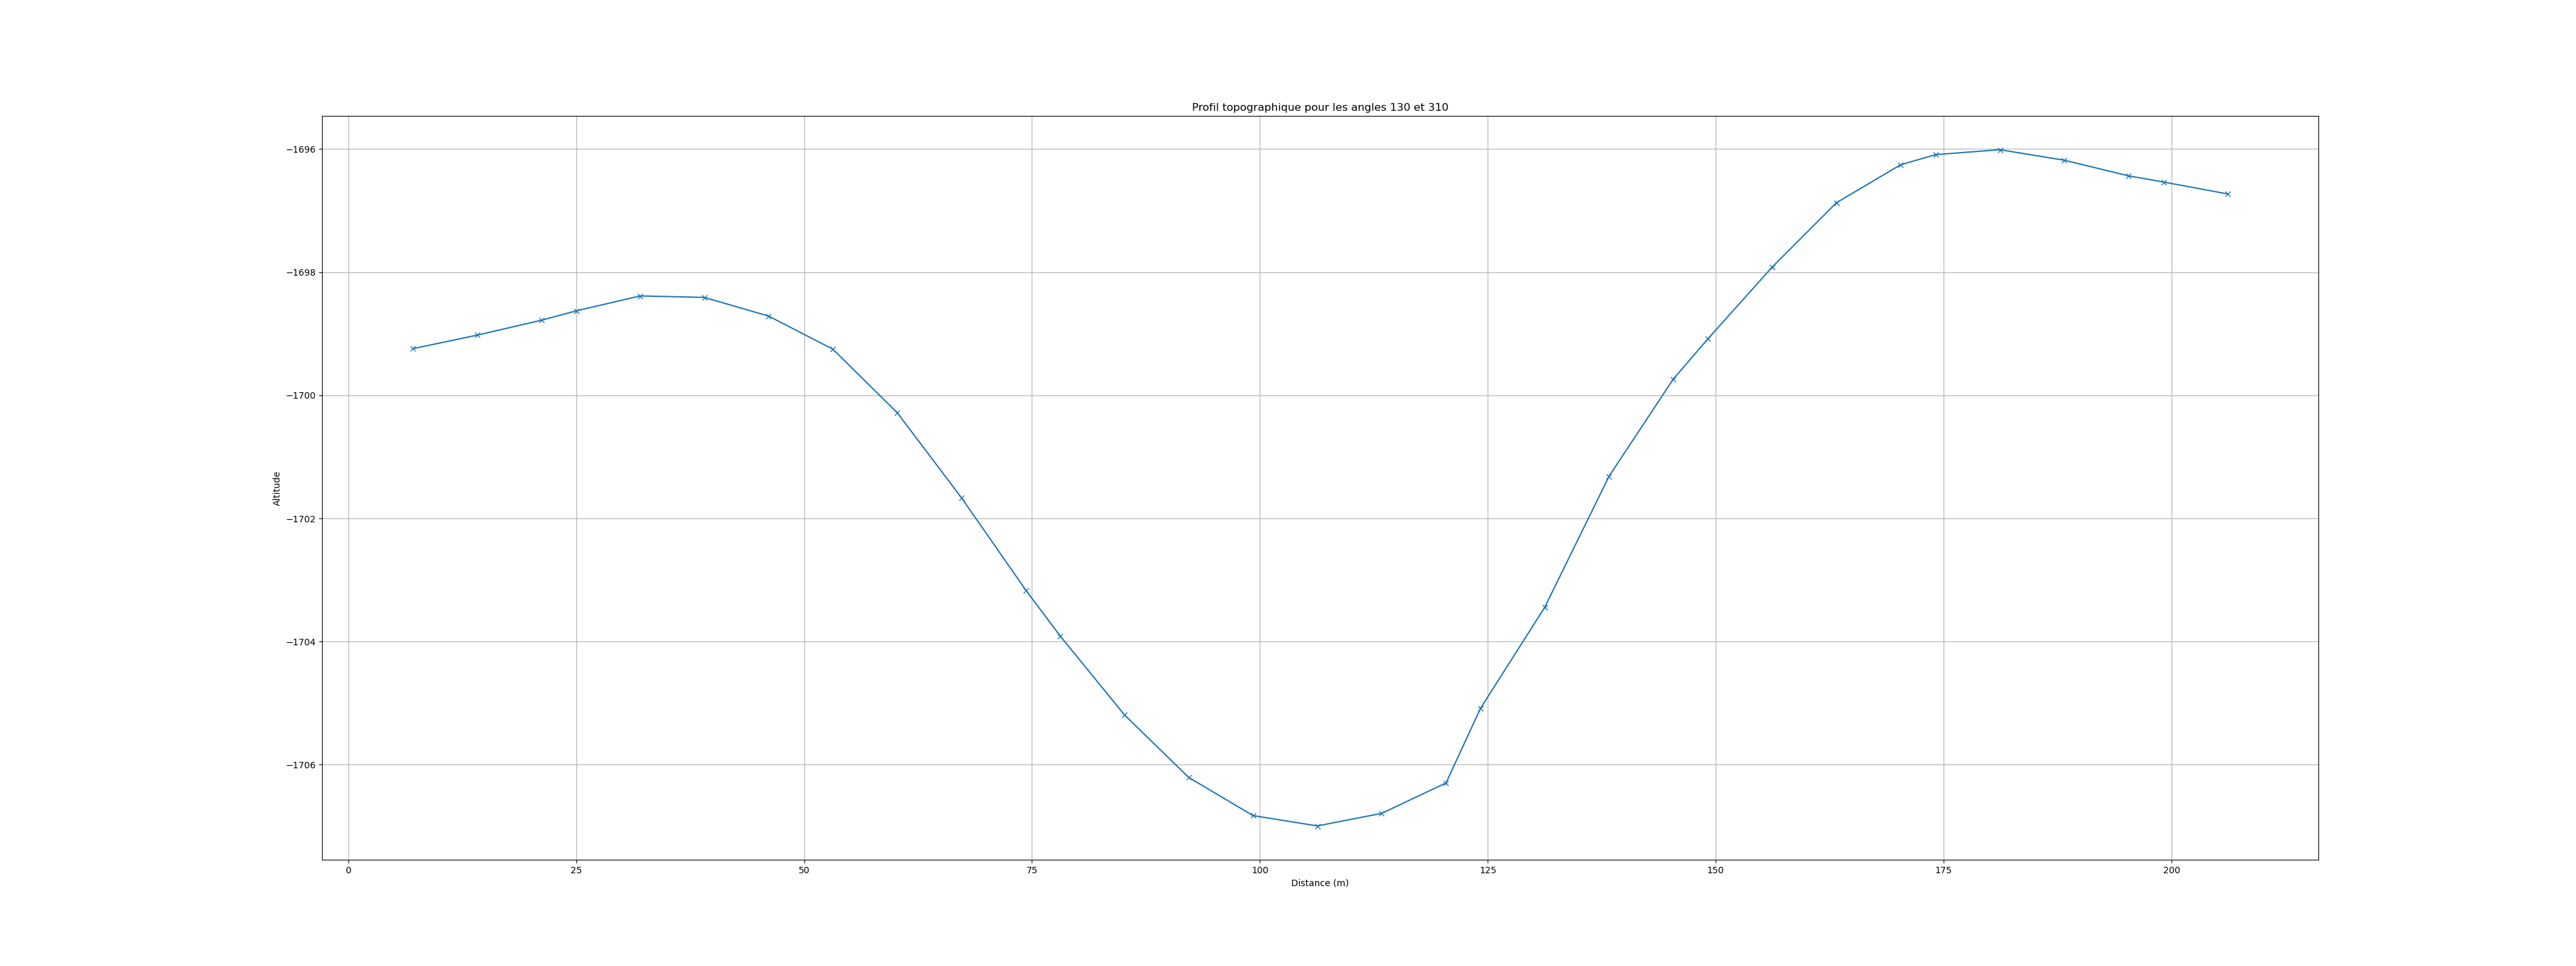 Profil topographique pour les angles 130 et 310
−1696
−1698
−1700
−1702
−1704
−1706
Altitude
0 25 50 75 100 125 150 175 200
Distance (m)